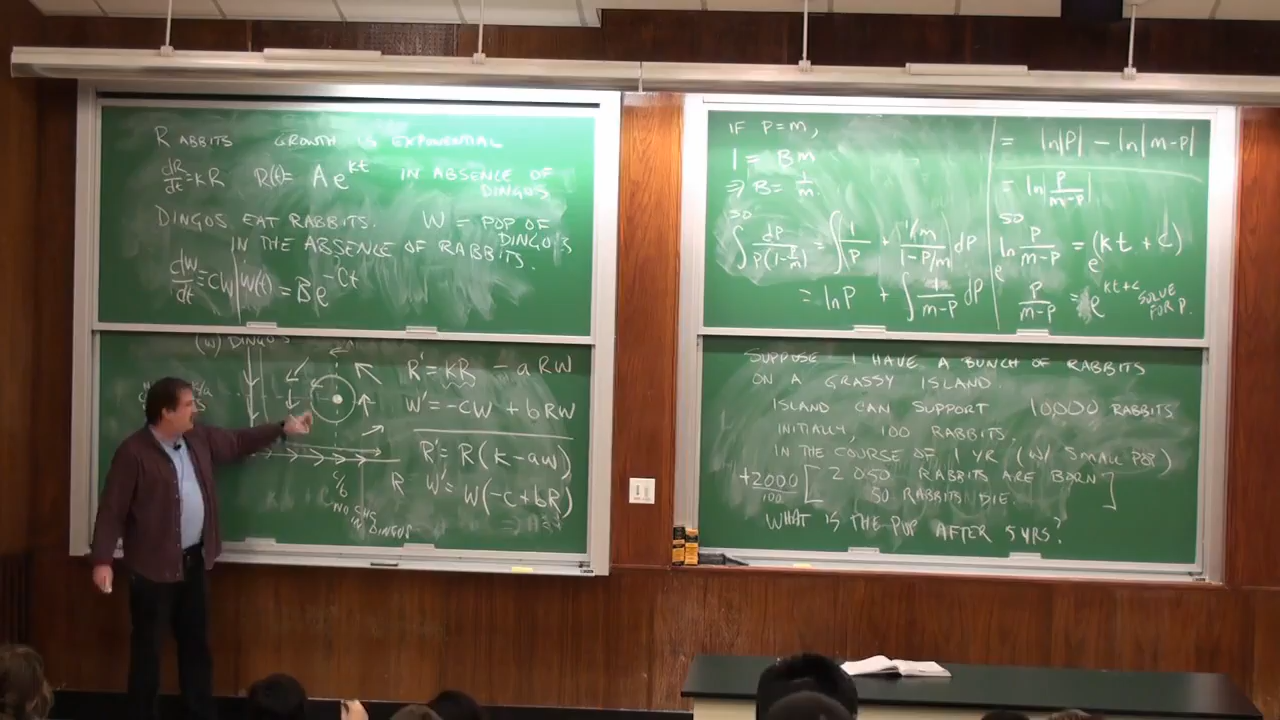 RABBITS GROWTH IS EXPONENTIAL
dR/dt = kR R(t) = Ae^kt IN ABSENCE OF
DINGOS
DINGOS EAT RABBITS. W = POP OF
DINGOS
IN THE ABSENCE OF RABBITS.
dw/dt = CW W(t) = Be^-Ct
(W) DINGOS
R' = kR - aRW
W' = -CW + bRW
R' = R(k-aw)
W' = W(-c+bR)
R
c/b
NO CHG
IN DINGOS
IF P=M,
1 = BM
⇒ B = 1/m.
SO
∫ dP/P(1-P/m) = ∫ 1/P + (1/m)/(1-P/m) dP
= ln P + ∫ 1/(m-P) dP
= ln|P| - ln|m-P|
= ln|P/(m-P)|
SO
e^ln P/(m-P) = e^(kt + c)
P/(m-P) = e^kt+c SOLVE
FOR P.
SUPPOSE I HAVE A BUNCH OF RABBITS
ON A GRASSY ISLAND.
ISLAND CAN SUPPORT 10000 RABBITS
INITIALLY, 100 RABBITS.
IN THE COURSE OF 1 YR (W/ SMALL POP)
+2000/100 [ 2050 RABBITS ARE BORN
50 RABBITS DIE. ]
WHAT IS THE POP AFTER 5 YRS?